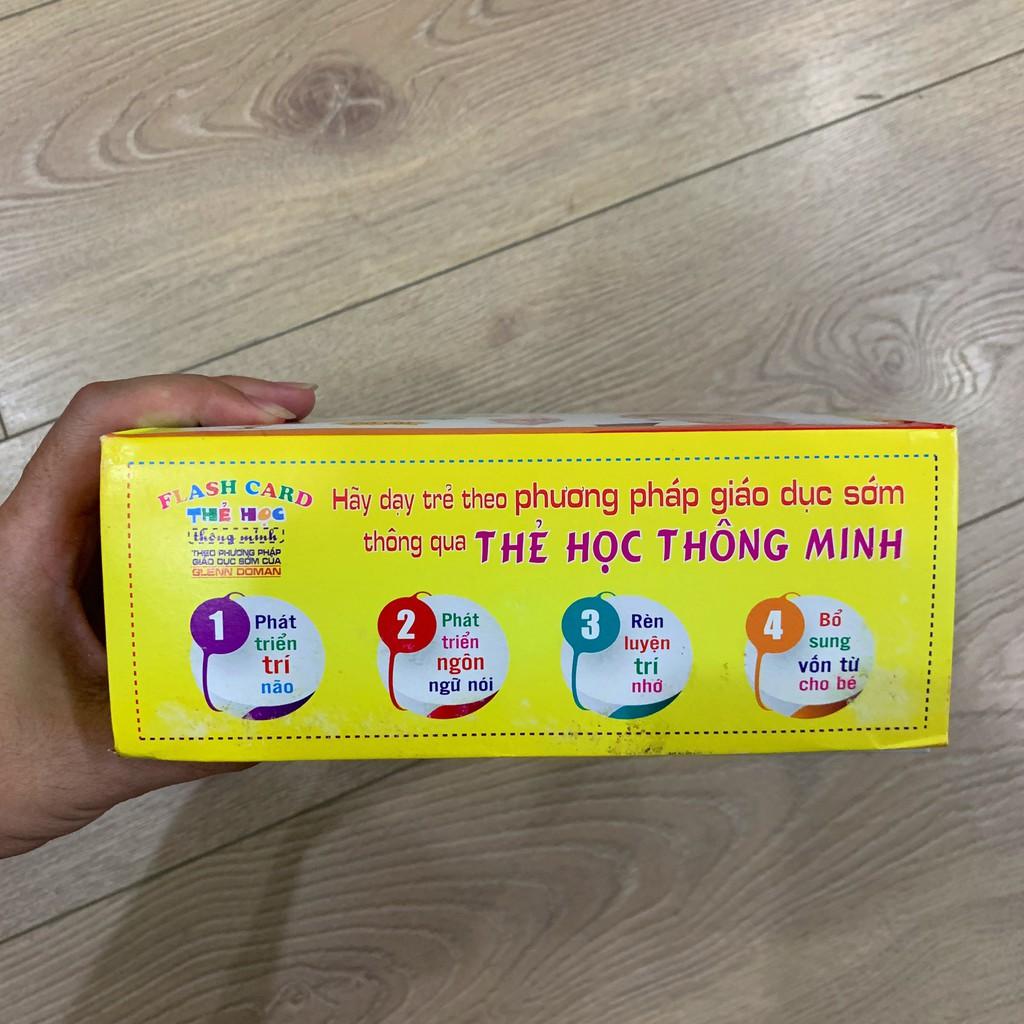 FLASH CARD
THẺ HỌC
thông minh
THEO PHƯƠNG PHÁP
GIÁO DỤC SỚM CỦA
GLENN DOMAN
Hãy dạy trẻ theo phương pháp giáo dục sớm
thông qua THẺ HỌC THÔNG MINH
1
Phát
triển
trí
não
2
Phát
triển
ngôn
ngữ nói
3
Rèn
luyện
trí
nhớ
4
Bổ
sung
vốn từ
cho bé